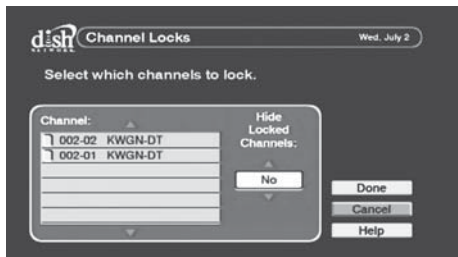 dish Channel Locks Wed, July 2
NETWORK
Select which channels to lock.
Channel:
002-02 KWGN-DT
002-01 KWGN-DT
Hide
Locked
Channels:
No
Done
Cancel
Help